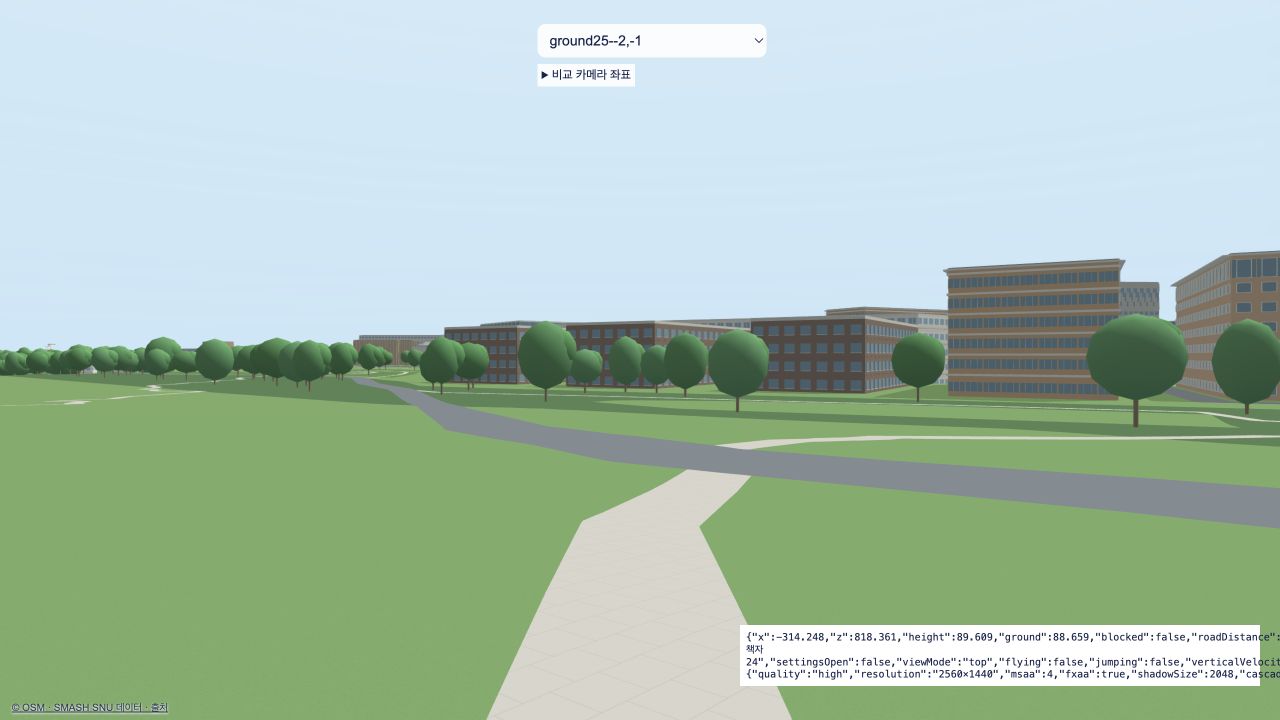 ground25--2,-1
▶ 비교 카메라 좌표
{"x":−314.248,"z":818.361,"height":89.609,"ground":88.659,"blocked":false,"roadDistance":
책자
24","settingsOpen":false,"viewMode":"top","flying":false,"jumping":false,"verticalVelocit
{"quality":"high","resolution":"2560×1440","msaa":4,"fxaa":true,"shadowSize":2048,"cascad
© OSM · SMASH SNU 데이터 · 출처